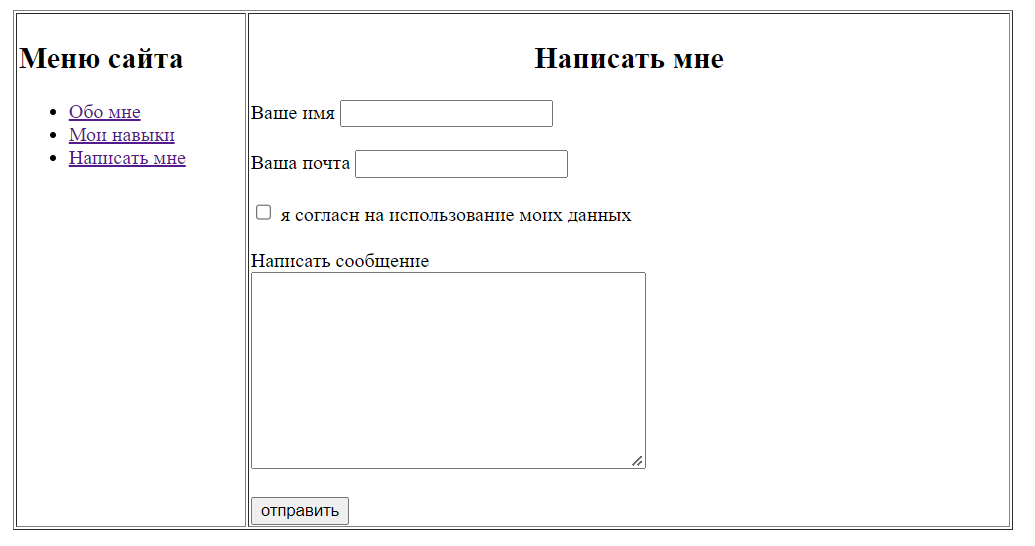 Меню сайта
Обо мне
Мои навыки
Написать мне
Написать мне
Ваше имя
Ваша почта
я согласн на использование моих данных
Написать сообщение
отправить